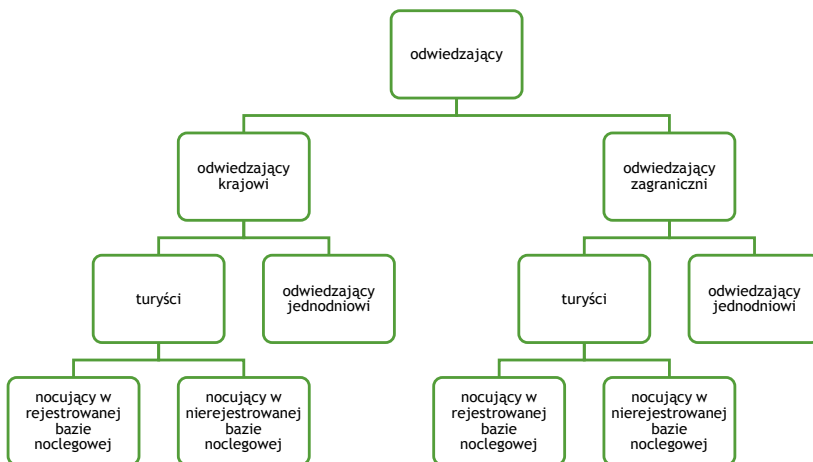 odwiedzający
odwiedzający
krajowi
odwiedzający
zagraniczni
turyści
odwiedzający
jednodniowi
turyści
odwiedzający
jednodniowi
nocujący w
rejestrowanej
bazie
noclegowej
nocujący w
nierejestrowanej
bazie
noclegowej
nocujący w
rejestrowanej
bazie
noclegowej
nocujący w
nierejestrowanej
bazie
noclegowej